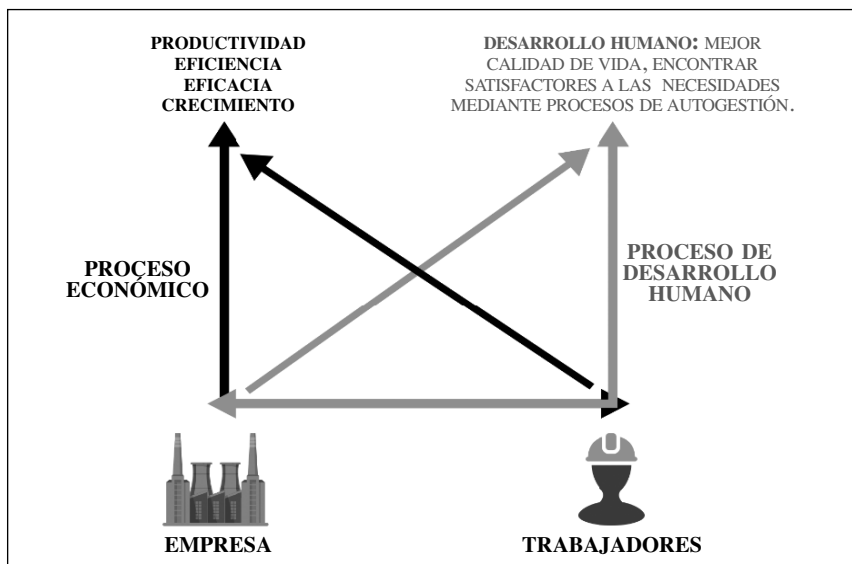 PRODUCTIVIDAD
EFICIENCIA
EFICACIA
CRECIMIENTO
DESARROLLO HUMANO: MEJOR
CALIDAD DE VIDA, ENCONTRAR
SATISFACTORES A LAS NECESIDADES
MEDIANTE PROCESOS DE AUTOGESTIÓN.
PROCESO
ECONÓMICO
PROCESO DE
DESARROLLO
HUMANO
EMPRESA
TRABAJADORES